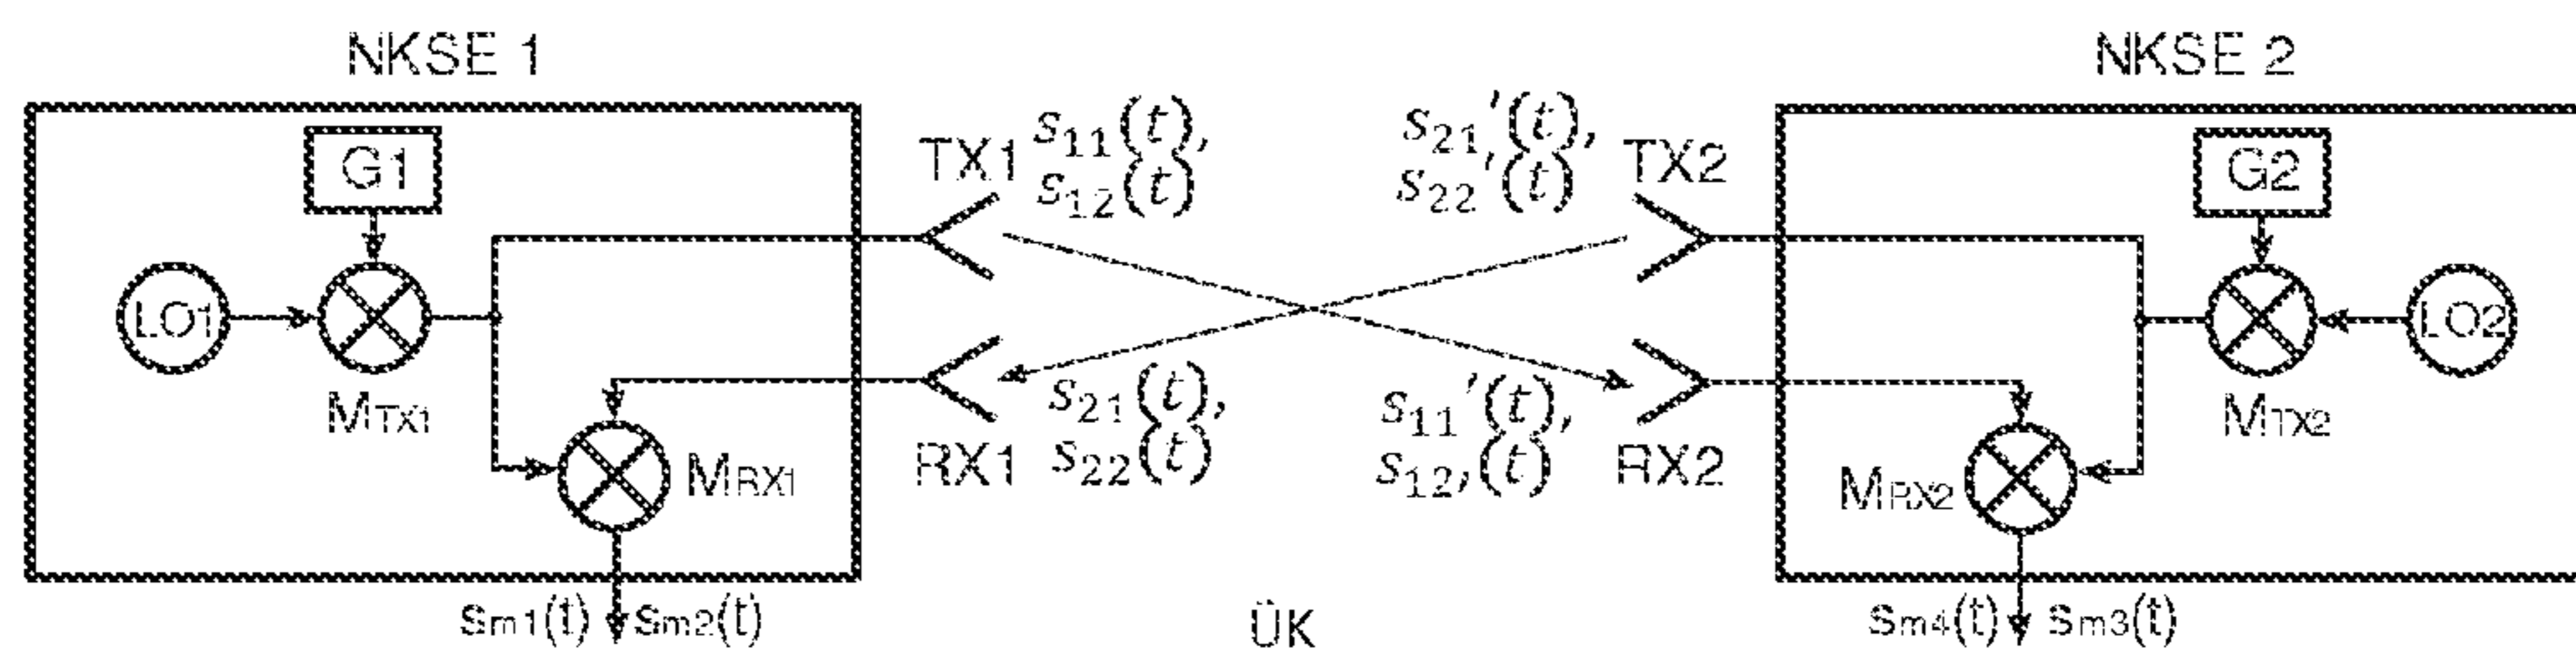 NKSE 1
NKSE 2
G1
TX1
s₁₁(t),
s₁₂(t)
s₂₁′(t),
s₂₂′(t)
TX2
G2
LO1
MTX1
LO2
MTX2
MRX1
RX1
s₂₁(t),
s₂₂(t)
s₁₁′(t),
s₁₂,(t)
RX2
MRX2
sm1(t) sm2(t)
ÜK
sm4(t) sm3(t)